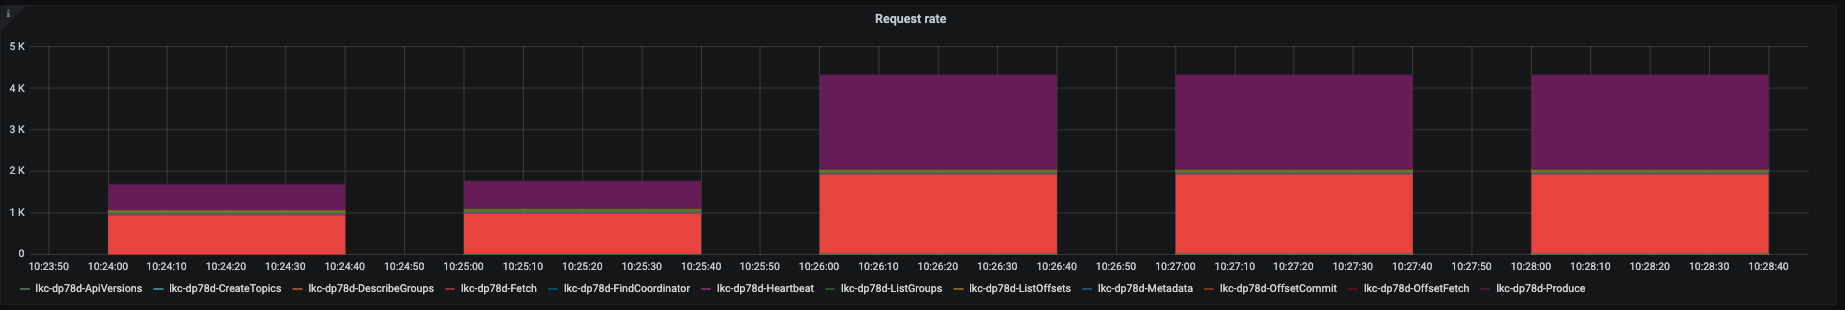 i
Request rate
5 K
4 K
3 K
2 K
1 K
0
10:23:50 10:24:00 10:24:10 10:24:20 10:24:30 10:24:40 10:24:50 10:25:00 10:25:10 10:25:20 10:25:30 10:25:40 10:25:50 10:26:00 10:26:10 10:26:20 10:26:30 10:26:40 10:26:50 10:27:00 10:27:10 10:27:20 10:27:30 10:27:40 10:27:50 10:28:00 10:28:10 10:28:20 10:28:30 10:28:40
lkc-dp78d-ApiVersions lkc-dp78d-CreateTopics lkc-dp78d-DescribeGroups lkc-dp78d-Fetch lkc-dp78d-FindCoordinator lkc-dp78d-Heartbeat lkc-dp78d-ListGroups lkc-dp78d-ListOffsets lkc-dp78d-Metadata lkc-dp78d-OffsetCommit lkc-dp78d-OffsetFetch lkc-dp78d-Produce